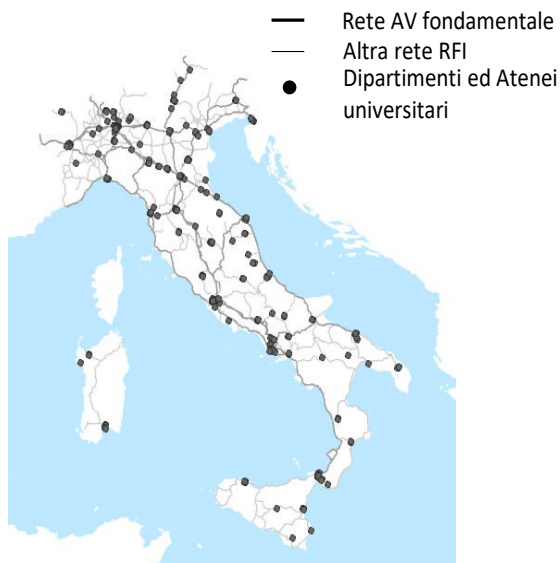 Rete AV fondamentale
Altra rete RFI
Dipartimenti ed Atenei
universitari